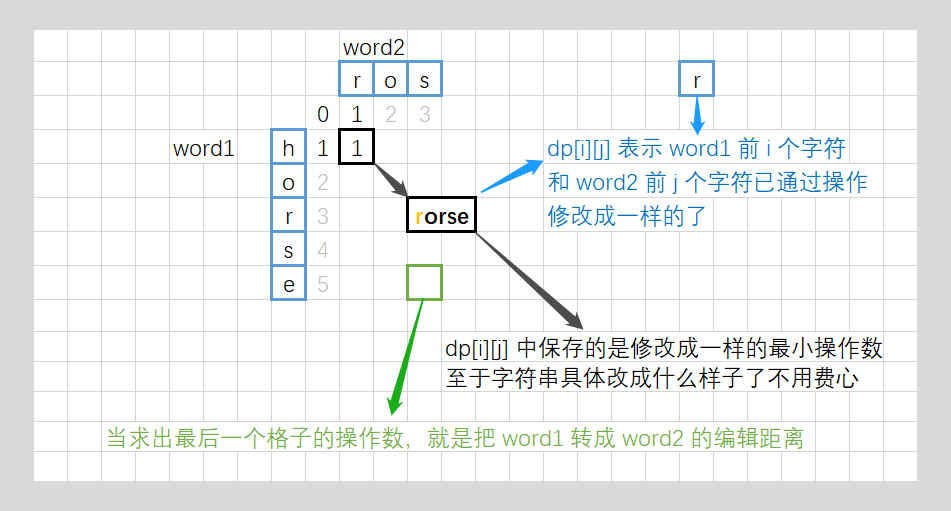 word2
r o s r
0 1 2 3
word1 h 1 1
o 2
r 3
s 4
e 5
rorse
dp[i][j] 表示 word1 前 i 个字符
和 word2 前 j 个字符已通过操作
修改成一样的了
dp[i][j] 中保存的是修改成一样的最小操作数
至于字符串具体改成什么样子了不用费心
当求出最后一个格子的操作数，就是把 word1 转成 word2 的编辑距离